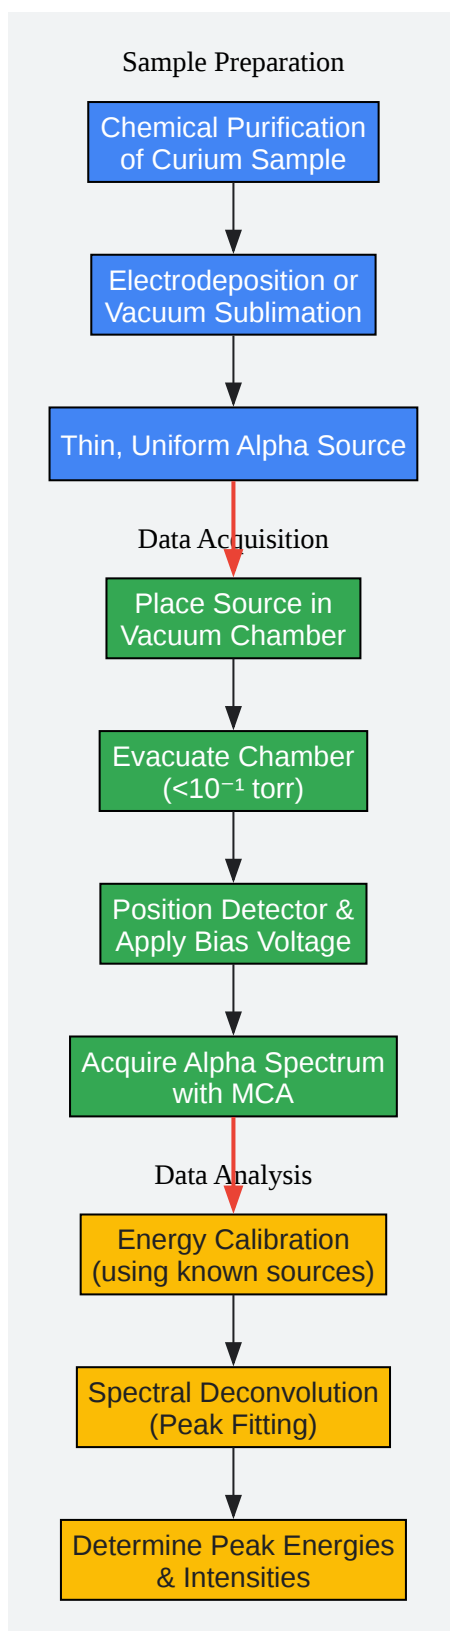 Sample Preparation
Chemical Purification
of Curium Sample
Electrodeposition or
Vacuum Sublimation
Thin, Uniform Alpha Source
Data Acquisition
Place Source in
Vacuum Chamber
Evacuate Chamber
(<10⁻¹ torr)
Position Detector &
Apply Bias Voltage
Acquire Alpha Spectrum
with MCA
Data Analysis
Energy Calibration
(using known sources)
Spectral Deconvolution
(Peak Fitting)
Determine Peak Energies
& Intensities